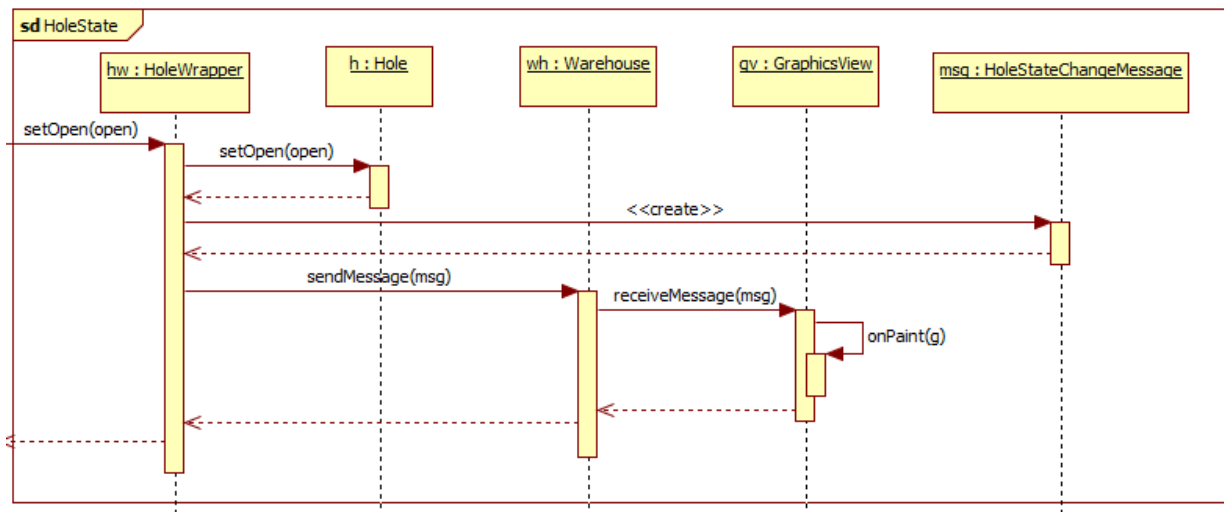 sd HoleState
hw : HoleWrapper
h : Hole
wh : Warehouse
gv : GraphicsView
msg : HoleStateChangeMessage
setOpen(open)
setOpen(open)
<<create>>
sendMessage(msg)
receiveMessage(msg)
onPaint(g)